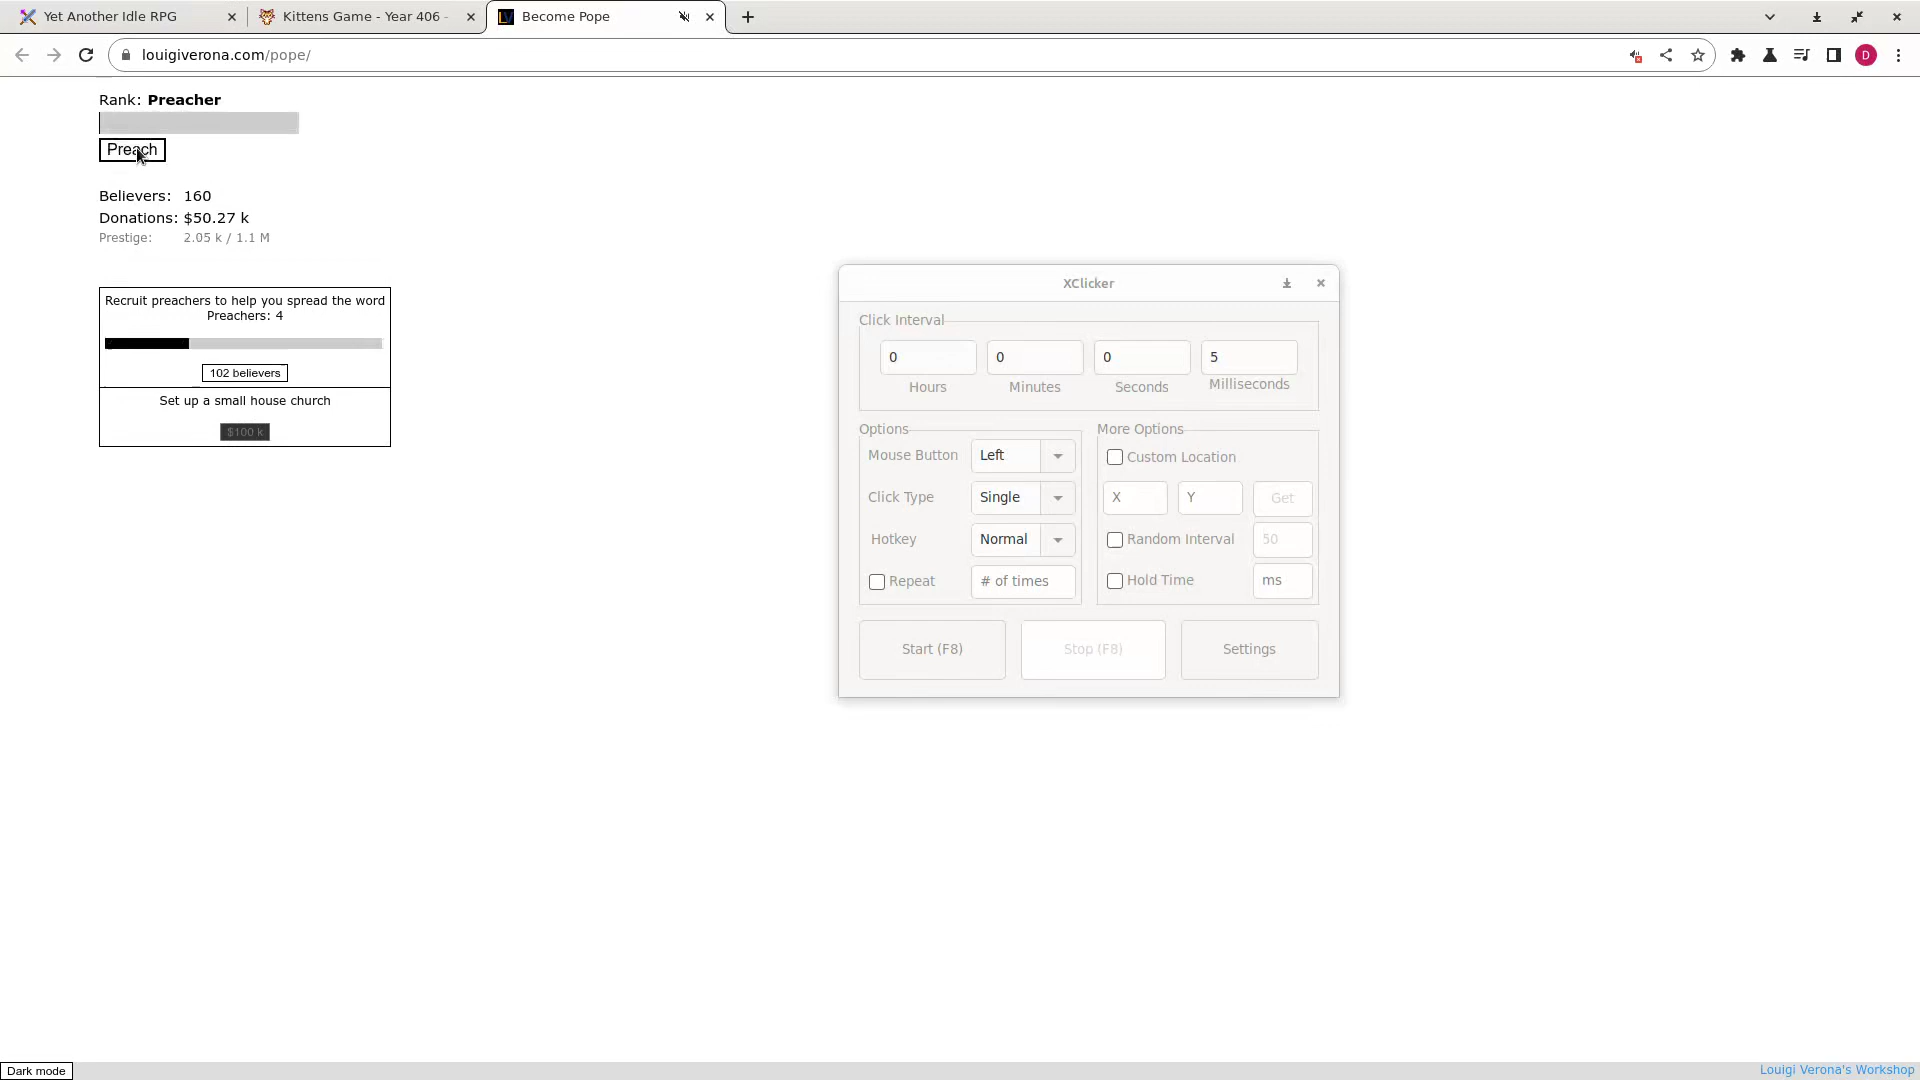 Yet Another Idle RPG
Kittens Game - Year 406 -
Become Pope
louigiverona.com/pope/
D
Rank: Preacher
Preach
Believers: 160
Donations: $50.27 k
Prestige: 2.05 k / 1.1 M
Recruit preachers to help you spread the word
Preachers: 4
102 believers
Set up a small house church
$100 k
XClicker
Click Interval
0 0 0 5
Hours Minutes Seconds Milliseconds
Options
Mouse Button Left
Click Type Single
Hotkey Normal
Repeat # of times
More Options
Custom Location
X Y Get
Random Interval 50
Hold Time ms
Start (F8) Stop (F8) Settings
Dark mode
Louigi Verona's Workshop